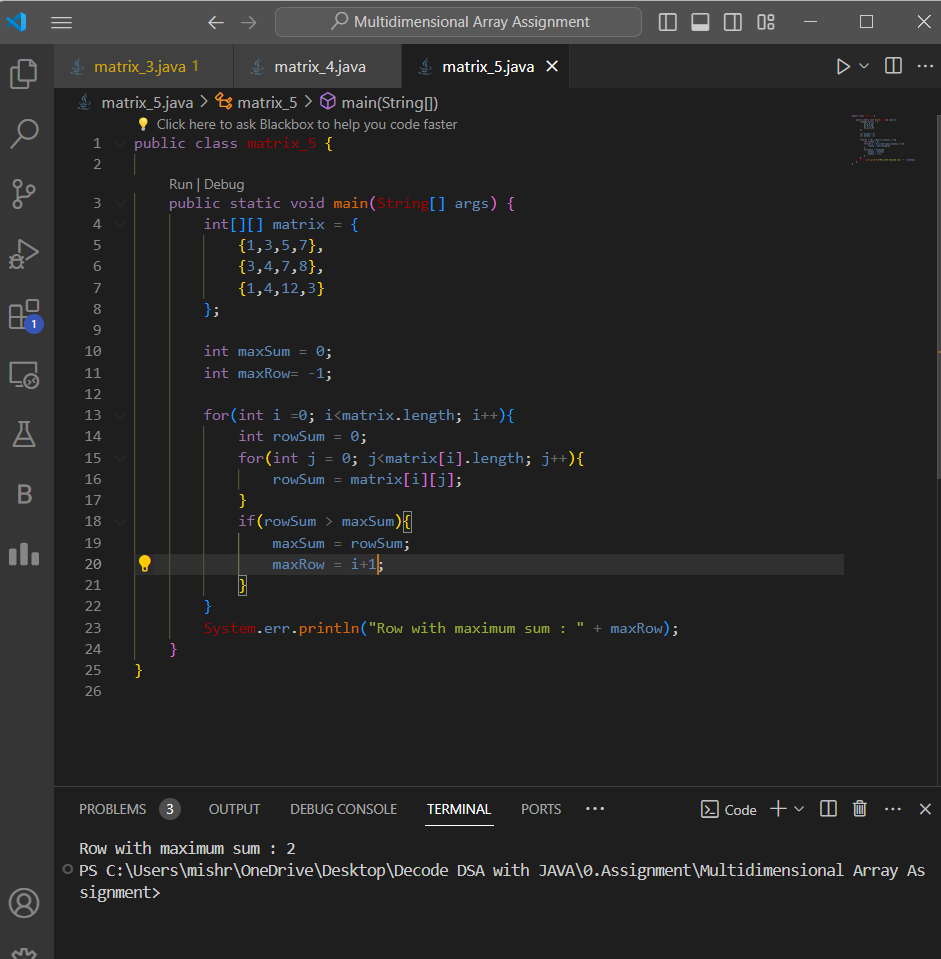 Multidimensional Array Assignment
matrix_3.java 1
matrix_4.java
matrix_5.java
matrix_5.java > matrix_5 > main(String[])
Click here to ask Blackbox to help you code faster
1 public class matrix_5 {
2
Run | Debug
3 public static void main(String[] args) {
4 int[][] matrix = {
5 {1,3,5,7},
6 {3,4,7,8},
7 {1,4,12,3}
8 };
9
10 int maxSum = 0;
11 int maxRow= -1;
12
13 for(int i =0; i<matrix.length; i++){
14 int rowSum = 0;
15 for(int j = 0; j<matrix[i].length; j++){
16 rowSum = matrix[i][j];
17 }
18 if(rowSum > maxSum){
19 maxSum = rowSum;
20 maxRow = i+1;
21 }
22 }
23 System.err.println("Row with maximum sum : " + maxRow);
24 }
25 }
26
1
B
PROBLEMS 3 OUTPUT DEBUG CONSOLE TERMINAL PORTS ··· Code
Row with maximum sum : 2
PS C:\Users\mishr\OneDrive\Desktop\Decode DSA with JAVA\0.Assignment\Multidimensional Array As
signment>